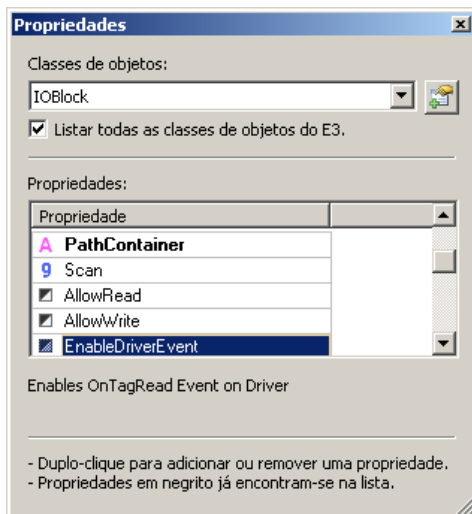 Propriedades
Classes de objetos:
IOBlock
Listar todas as classes de objetos do E3.
Propriedades:
Propriedade
A PathContainer
9 Scan
AllowRead
AllowWrite
EnableDriverEvent
Enables OnTagRead Event on Driver
- Duplo-clique para adicionar ou remover uma propriedade.
- Propriedades em negrito já encontram-se na lista.